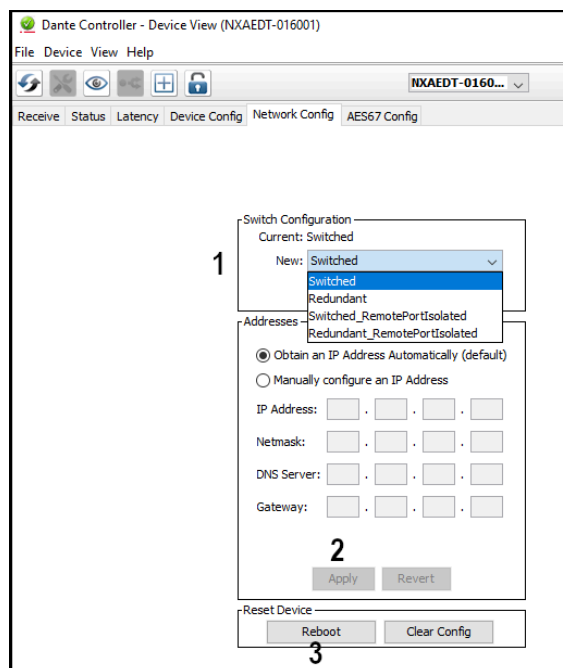 Dante Controller - Device View (NXAEDT-016001)
File Device View Help
NXAEDT-0160...
Receive Status Latency Device Config Network Config AES67 Config
Switch Configuration
Current: Switched
1
New: Switched
Switched
Redundant
Switched_RemotePortIsolated
Redundant_RemotePortIsolated
Addresses
Obtain an IP Address Automatically (default)
Manually configure an IP Address
IP Address: . . .
Netmask: . . .
DNS Server: . . .
Gateway: . . .
2
Apply Revert
Reset Device
Reboot Clear Config
3